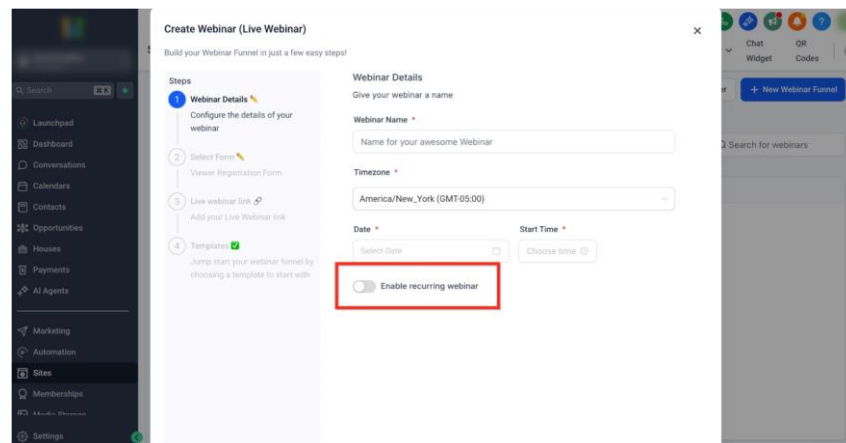 Create Webinar (Live Webinar)
Build your Webinar Funnel in just a few easy steps!
Steps
1 Webinar Details ✏️
Configure the details of your
webinar
2 Select Form ✏️
Viewer Registration Form
3 Live webinar link 🔗
Add your Live Webinar link
4 Templates ✅
Jump start your webinar funnel by
choosing a template to start with
Webinar Details
Give your webinar a name
Webinar Name *
Name for your awesome Webinar
Timezone *
America/New_York (GMT-05:00)
Date *
Start Time *
Select Date
Choose time
Enable recurring webinar
Search ⌘K
Launchpad
Dashboard
Conversations
Calendars
Contacts
Opportunities
Houses
Payments
AI Agents
Marketing
Automation
Sites
Memberships
Media Storage
Settings
Chat
Widget
QR
Codes
+ New Webinar Funnel
Search for webinars